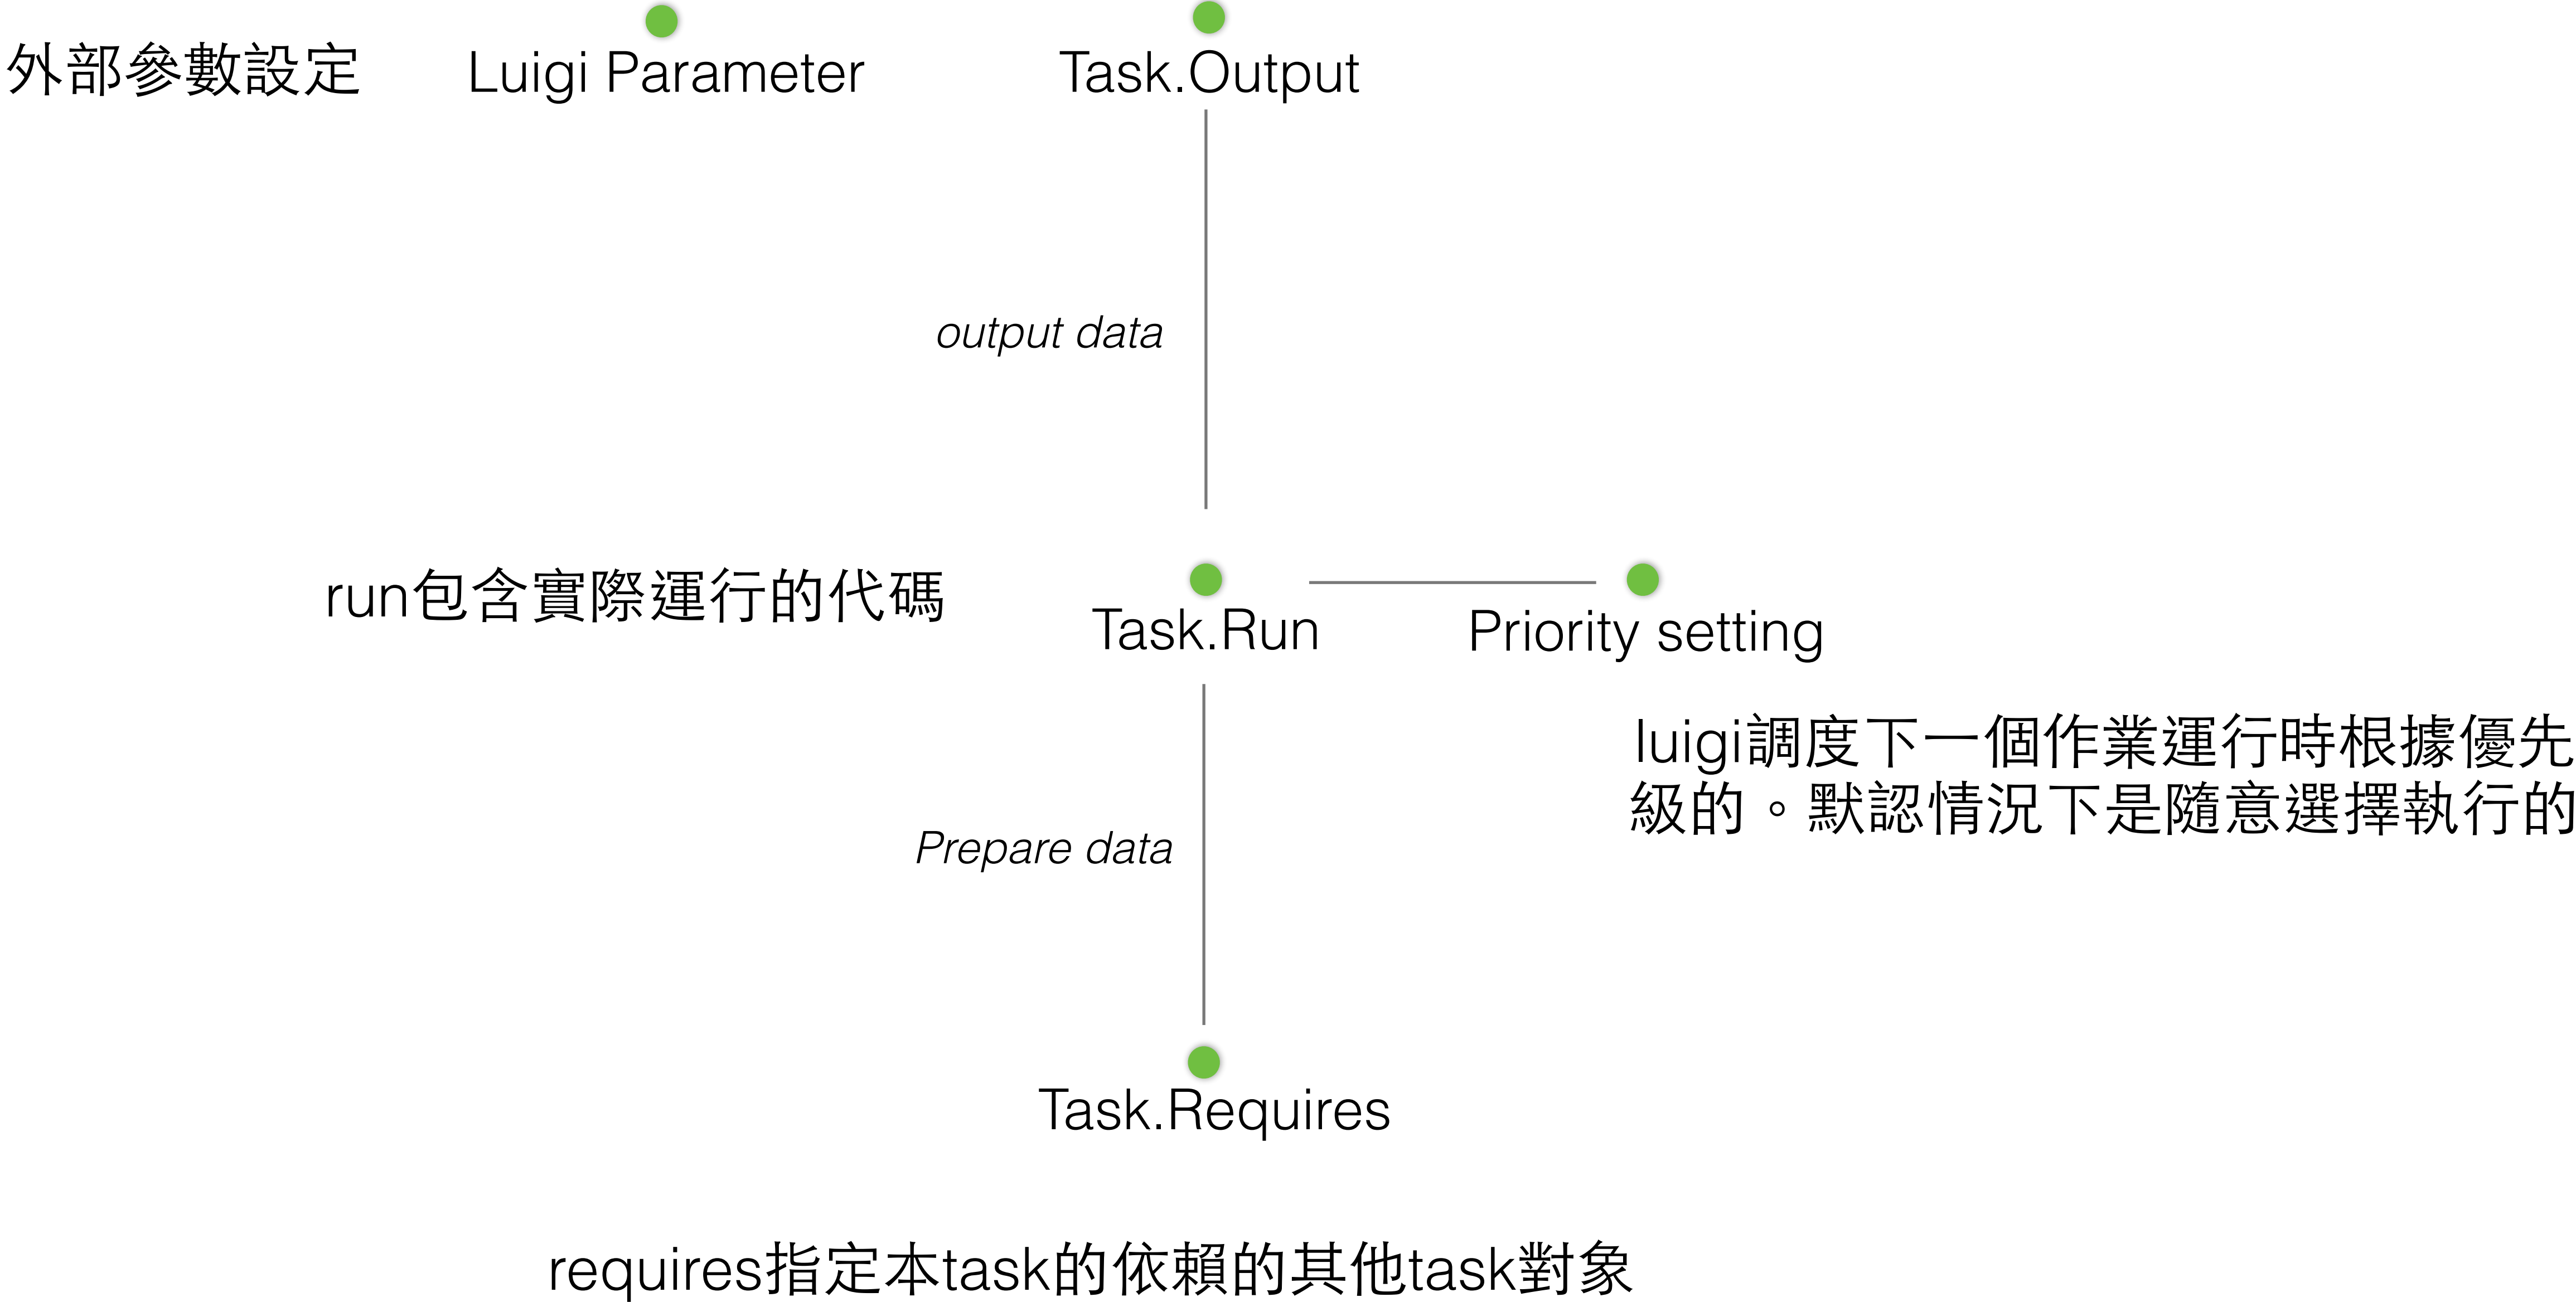 外部參數設定
Luigi Parameter
Task.Output
output data
run包含實際運行的代碼
Task.Run
Priority setting
luigi調度下一個作業運行時根據優先
級的。默認情況下是隨意選擇執行的
Prepare data
Task.Requires
requires指定本task的依賴的其他task對象